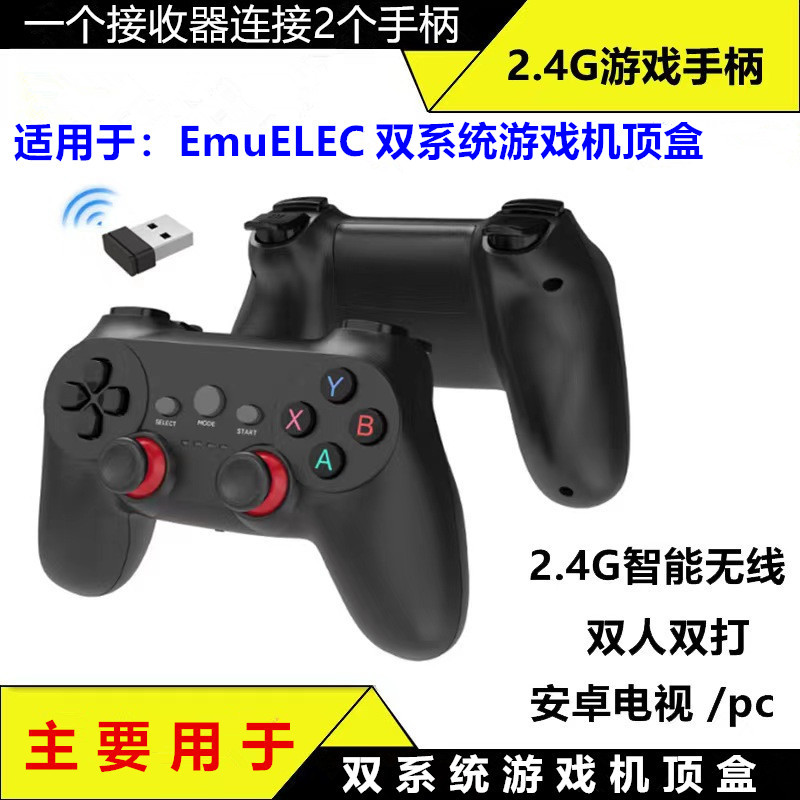 一个接收器连接2个手柄
2.4G游戏手柄
适用于：EmuELEC 双系统游戏机顶盒
SELECT
MODE
START
Y
X
B
A
2.4G智能无线
双人双打
安卓电视 /pc
主要用于
双系统游戏机顶盒